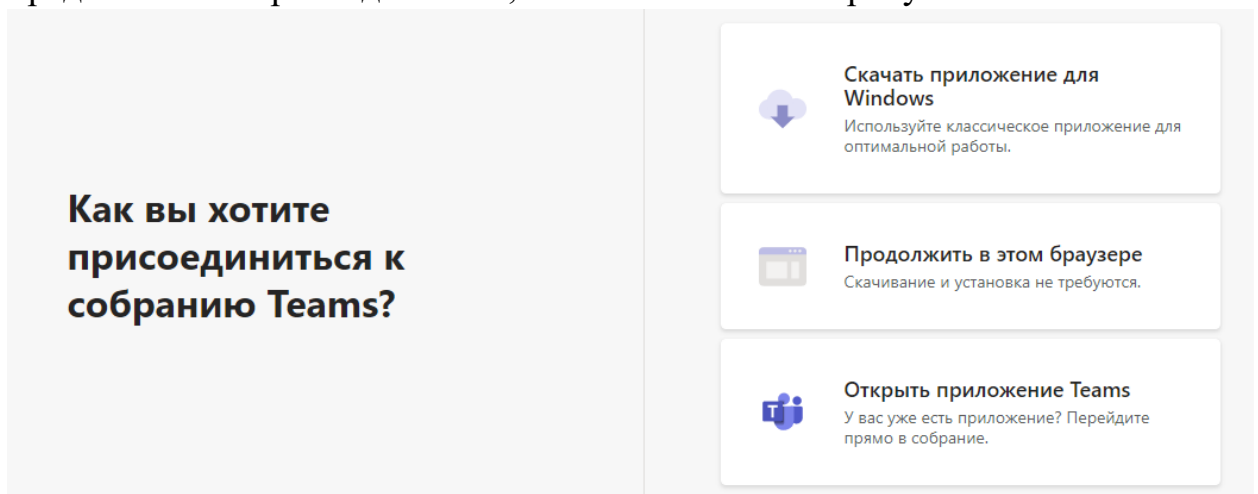 Как вы хотите
присоединиться к
собранию Teams?
Скачать приложение для
Windows
Используйте классическое приложение для
оптимальной работы.
Продолжить в этом браузере
Скачивание и установка не требуются.
Открыть приложение Teams
У вас уже есть приложение? Перейдите
прямо в собрание.